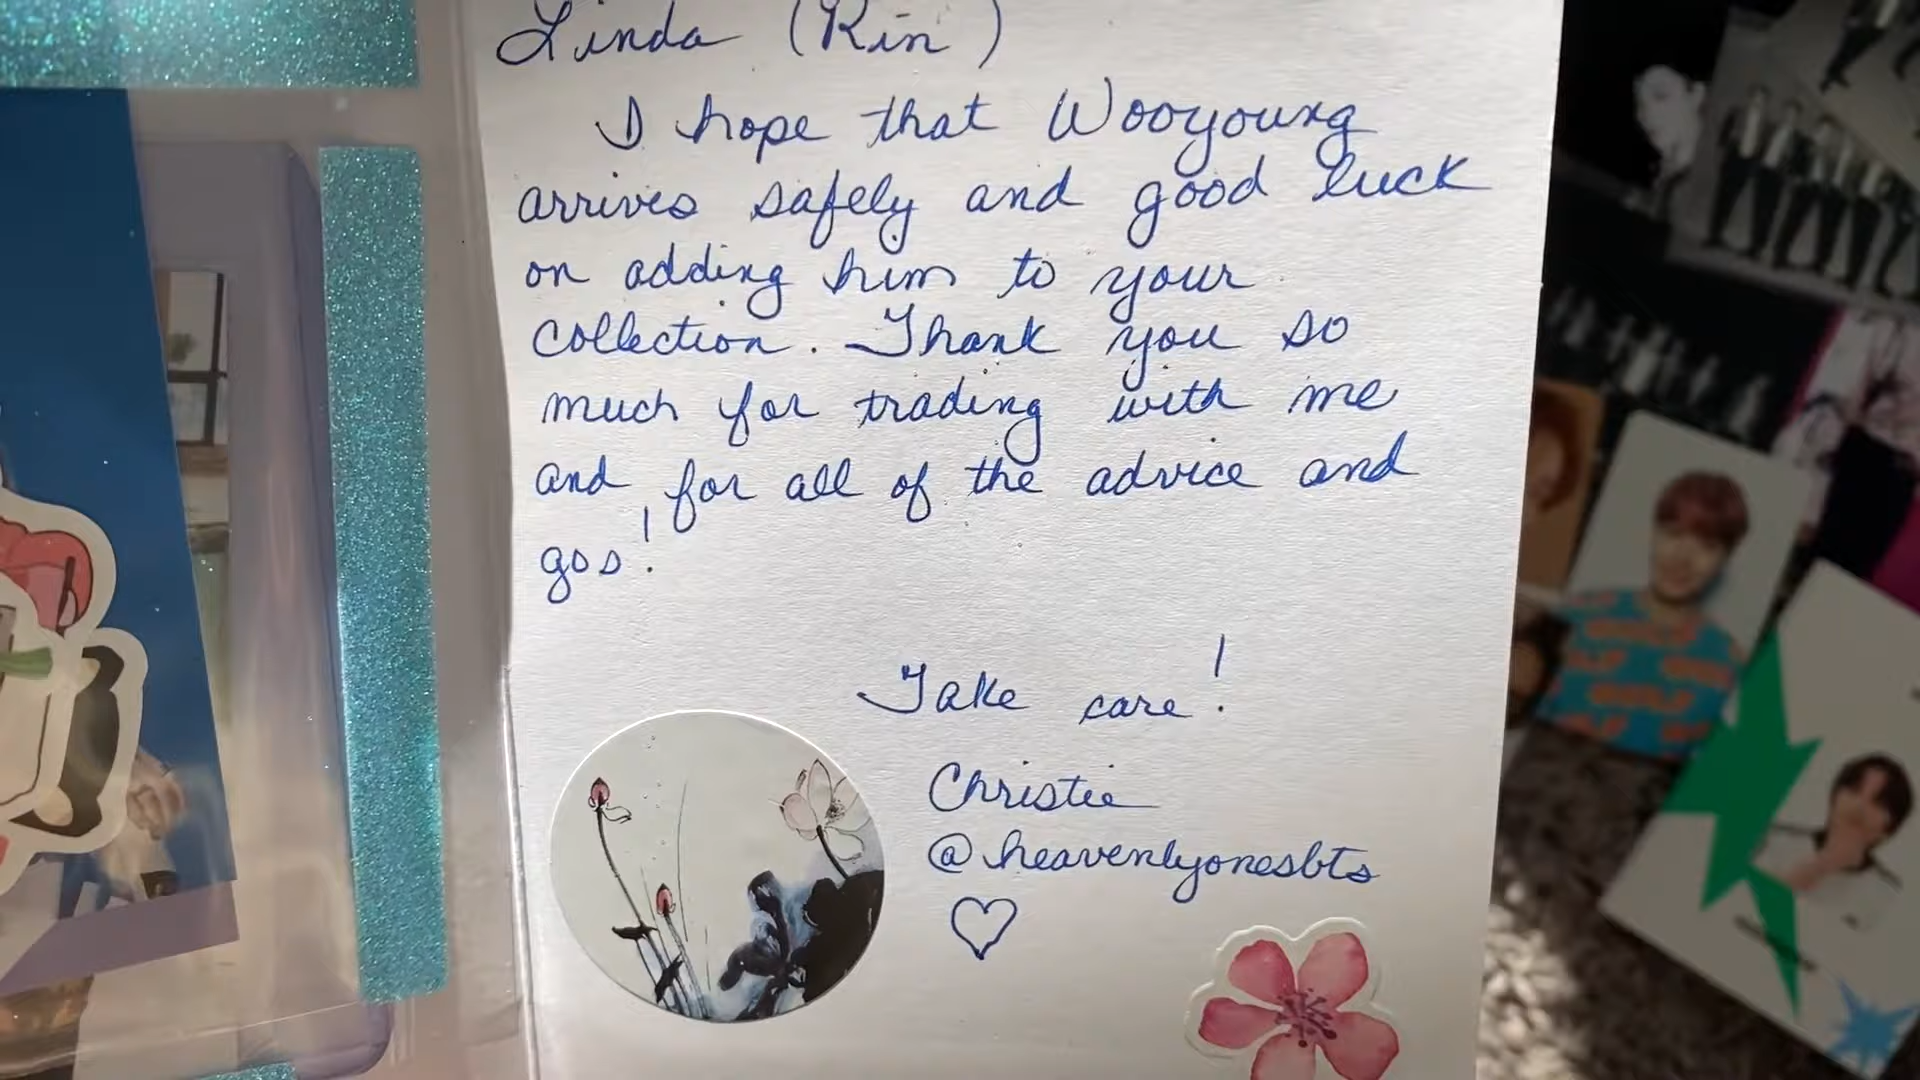 Linda (Rin)
I hope that Wooyoung
arrives safely and good luck
on adding him to your
collection. Thank you so
much for trading with me
and for all of the advice and
gos!
Take care!
Christie
@heavenlyonesbts